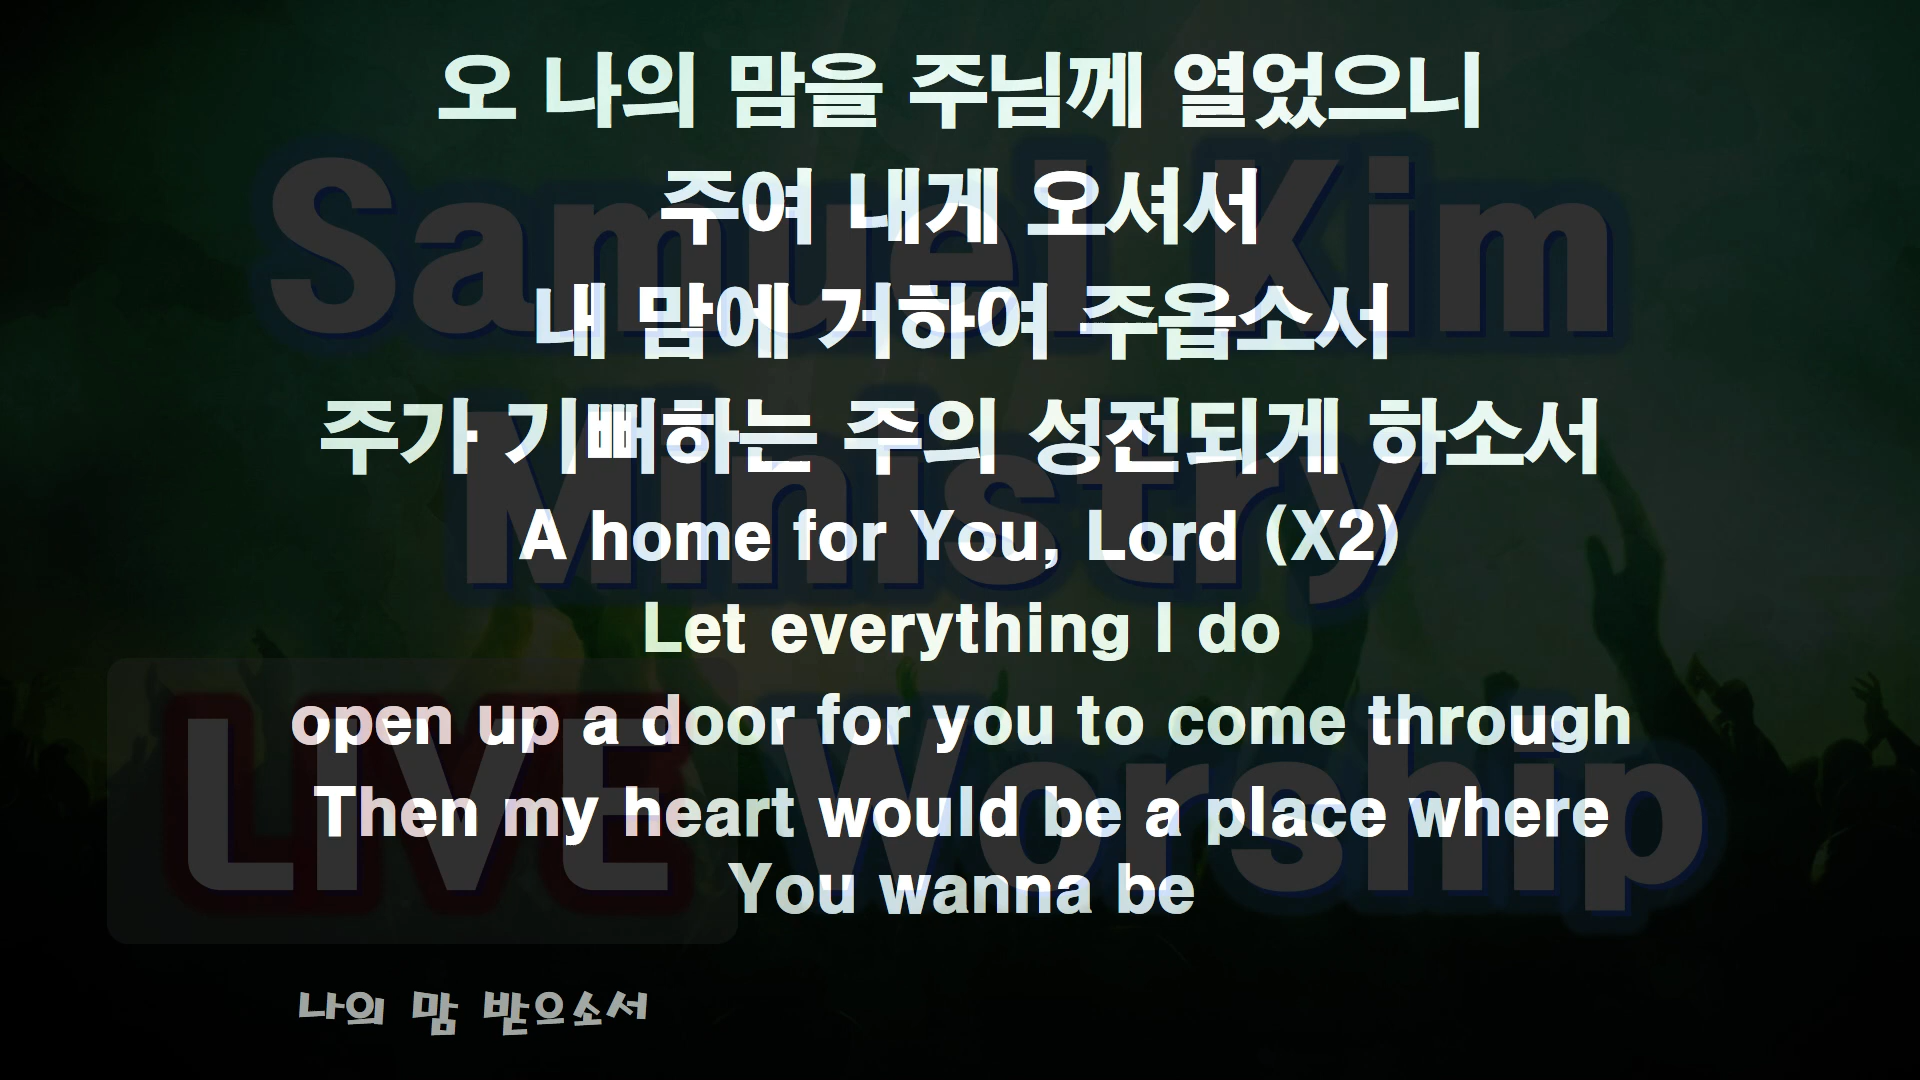 오 나의 맘을 주님께 열었으니
주여 내게 오셔서
내 맘에 거하여 주옵소서
주가 기뻐하는 주의 성전되게 하소서
A home for You, Lord (X2)
Let everything I do
open up a door for you to come through
Then my heart would be a place where
You wanna be
Samuel Kim
Ministry
LIVE Worship
나의 맘 받으소서